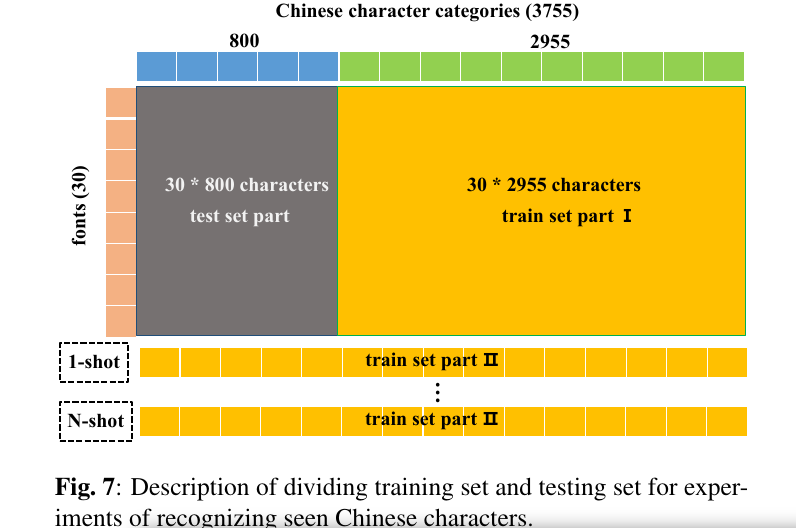 Chinese character categories (3755)
800
2955
fonts (30)
30 * 800 characters
test set part
30 * 2955 characters
train set part Ⅰ
1-shot
train set part Ⅱ
⋮
N-shot
train set part Ⅱ
Fig. 7: Description of dividing training set and testing set for exper-
iments of recognizing seen Chinese characters.